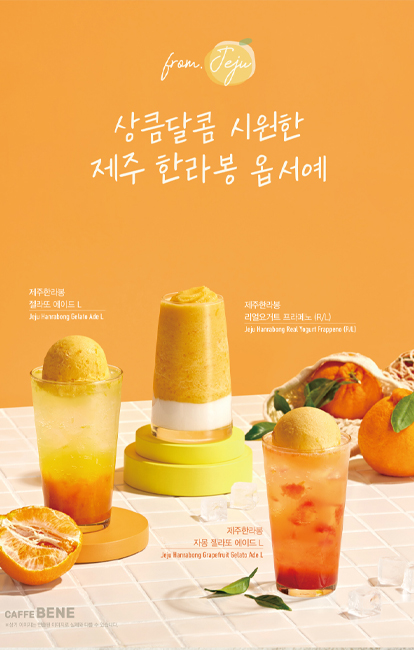 from. Jeju
상큼달콤 시원한
제주 한라봉 옵서예
제주한라봉
젤라또 에이드 L
Jeju Hannabong Gelato Ade L
제주한라봉
리얼요거트 프라페노 (R/L)
Jeju Hannabong Real Yogurt Frappeno (R/L)
제주한라봉
자몽 젤라또 에이드 L
Jeju Hannabong Grapefruit Gelato Ade L
CAFFE BENE